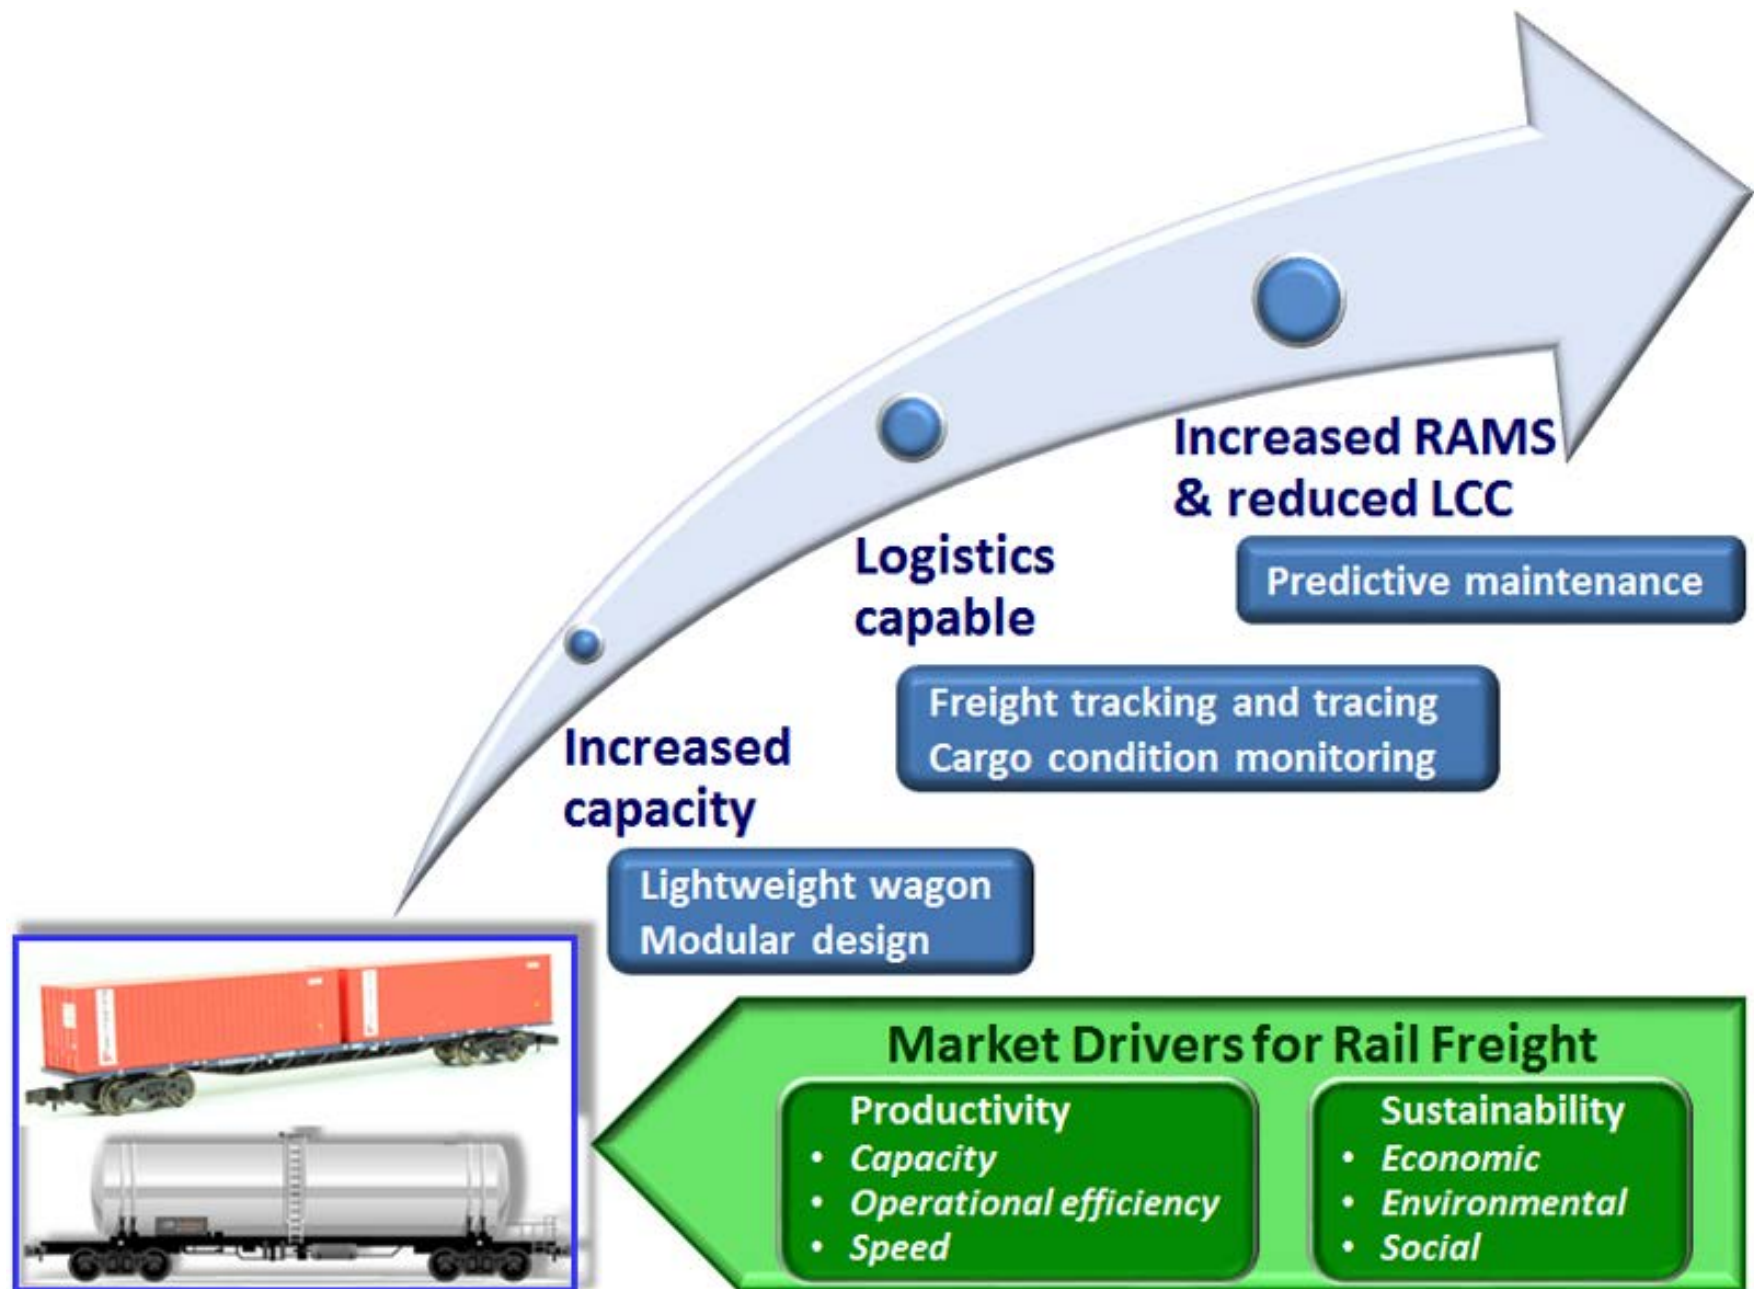 Increased RAMS
& reduced LCC
Predictive maintenance
Logistics
capable
Freight tracking and tracing
Cargo condition monitoring
Increased
capacity
Lightweight wagon
Modular design
Market Drivers for Rail Freight
Productivity
• Capacity
• Operational efficiency
• Speed
Sustainability
• Economic
• Environmental
• Social